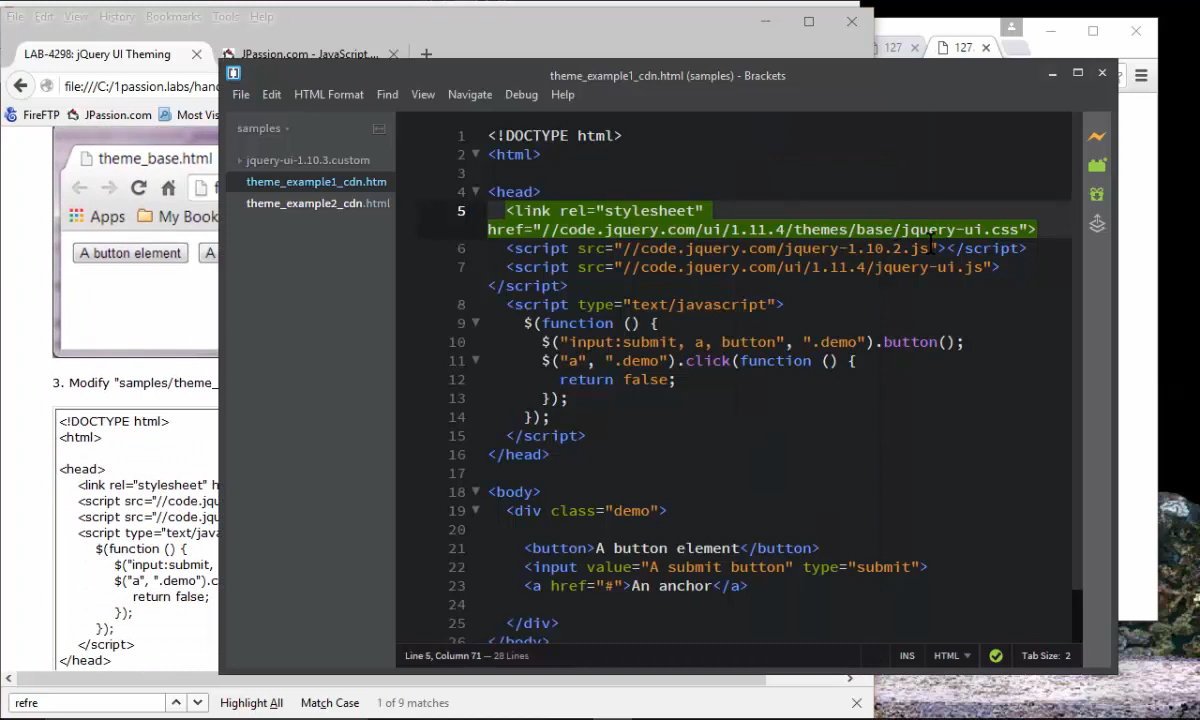 File Edit View History Bookmarks Tools Help
LAB-4298: jQuery UI Theming
JPassion.com - JavaScript...
127
127.
file:///C:/1passion.labs/hand
FireFTP JPassion.com Most Vis
theme_base.html
Apps My Book
A button element A
3. Modify "samples/theme_
<!DOCTYPE html>
<html>
<head>
<link rel="stylesheet" h
<script src="//code.jqu
<script src="//code.jqu
<script type="text/java
$(function () {
$("input:submit,
$("a", ".demo").c
return false;
});
});
</script>
</head>
refre
Highlight All Match Case 1 of 9 matches
theme_example1_cdn.html (samples) - Brackets
File Edit HTML Format Find View Navigate Debug Help
samples
jquery-ui-1.10.3.custom
theme_example1_cdn.htm
theme_example2_cdn.html
1 <!DOCTYPE html>
2 <html>
3
4 <head>
5 <link rel="stylesheet"
href="//code.jquery.com/ui/1.11.4/themes/base/jquery-ui.css">
6 <script src="//code.jquery.com/jquery-1.10.2.js"></script>
7 <script src="//code.jquery.com/ui/1.11.4/jquery-ui.js">
</script>
8 <script type="text/javascript">
9 $(function () {
10 $("input:submit, a, button", ".demo").button();
11 $("a", ".demo").click(function () {
12 return false;
13 });
14 });
15 </script>
16 </head>
17
18 <body>
19 <div class="demo">
20
21 <button>A button element</button>
22 <input value="A submit button" type="submit">
23 <a href="#">An anchor</a>
24
25 </div>
26 </body>
Line 5, Column 71 — 28 Lines
INS HTML Tab Size: 2